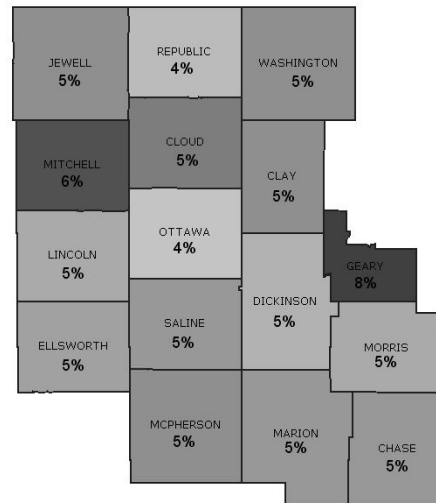 JEWELL
5%
REPUBLIC
4%
WASHINGTON
5%
MITCHELL
6%
CLOUD
5%
CLAY
5%
LINCOLN
5%
OTTAWA
4%
GEARY
8%
ELLSWORTH
5%
SALINE
5%
DICKINSON
5%
MORRIS
5%
MCPHERSON
5%
MARION
5%
CHASE
5%